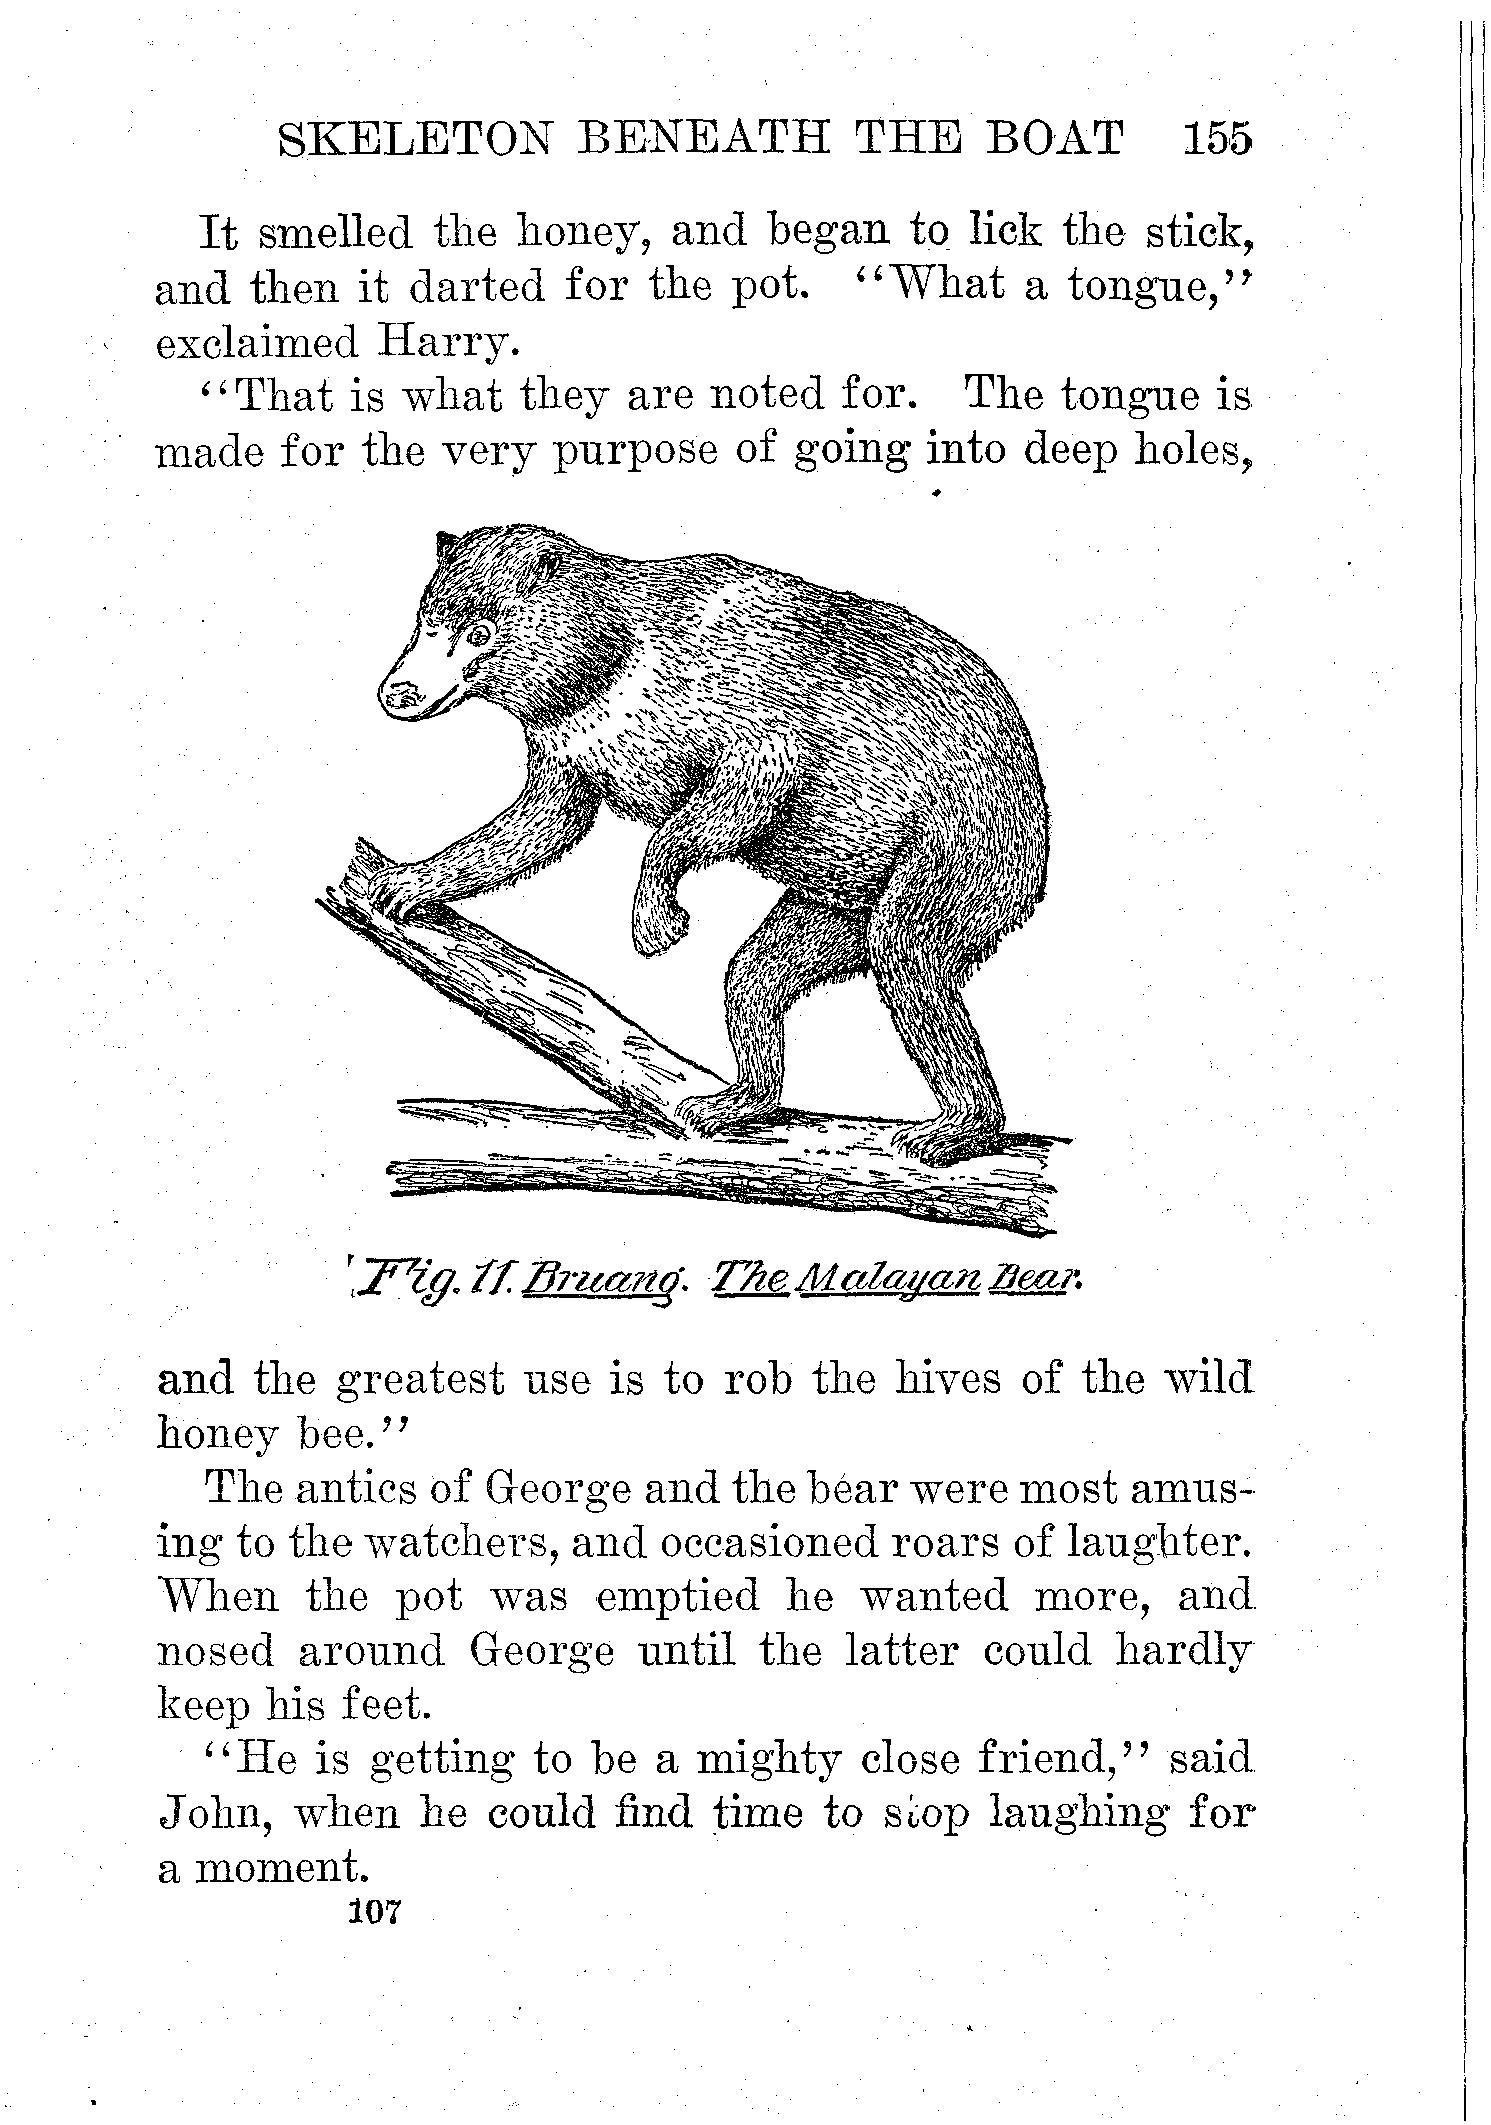 SKELETON BENEATH THE BOAT 155
It smelled the honey, and began to lick the stick,
and then it darted for the pot. "What a tongue,"
exclaimed Harry.
"That is what they are noted for. The tongue is
made for the very purpose of going into deep holes,
Fig. 11. Bruang. The Malayan Bear.
and the greatest use is to rob the hives of the wild
honey bee."
The antics of George and the bear were most amus-
ing to the watchers, and occasioned roars of laughter.
When the pot was emptied he wanted more, and
nosed around George until the latter could hardly
keep his feet.
"He is getting to be a mighty close friend," said
John, when he could find time to stop laughing for
a moment.
107